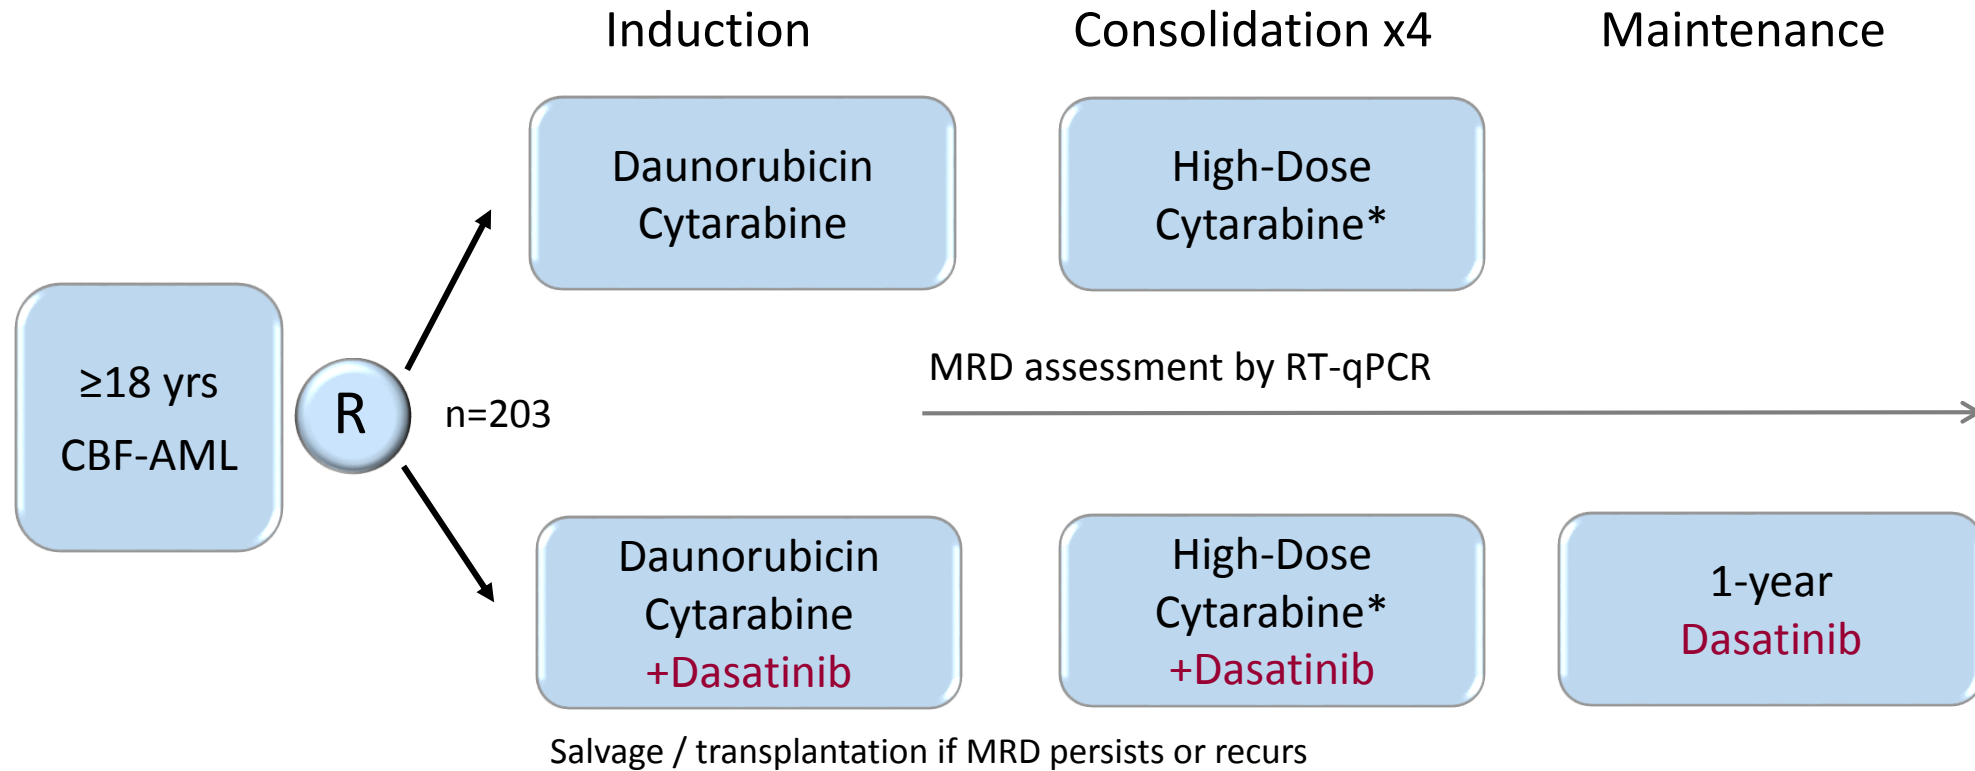 Induction
Consolidation x4
Maintenance
Daunorubicin
Cytarabine
High-Dose
Cytarabine*
≥18 yrs
CBF-AML
R
n=203
MRD assessment by RT-qPCR
Daunorubicin
Cytarabine
+Dasatinib
High-Dose
Cytarabine*
+Dasatinib
1-year
Dasatinib
Salvage / transplantation if MRD persists or recurs